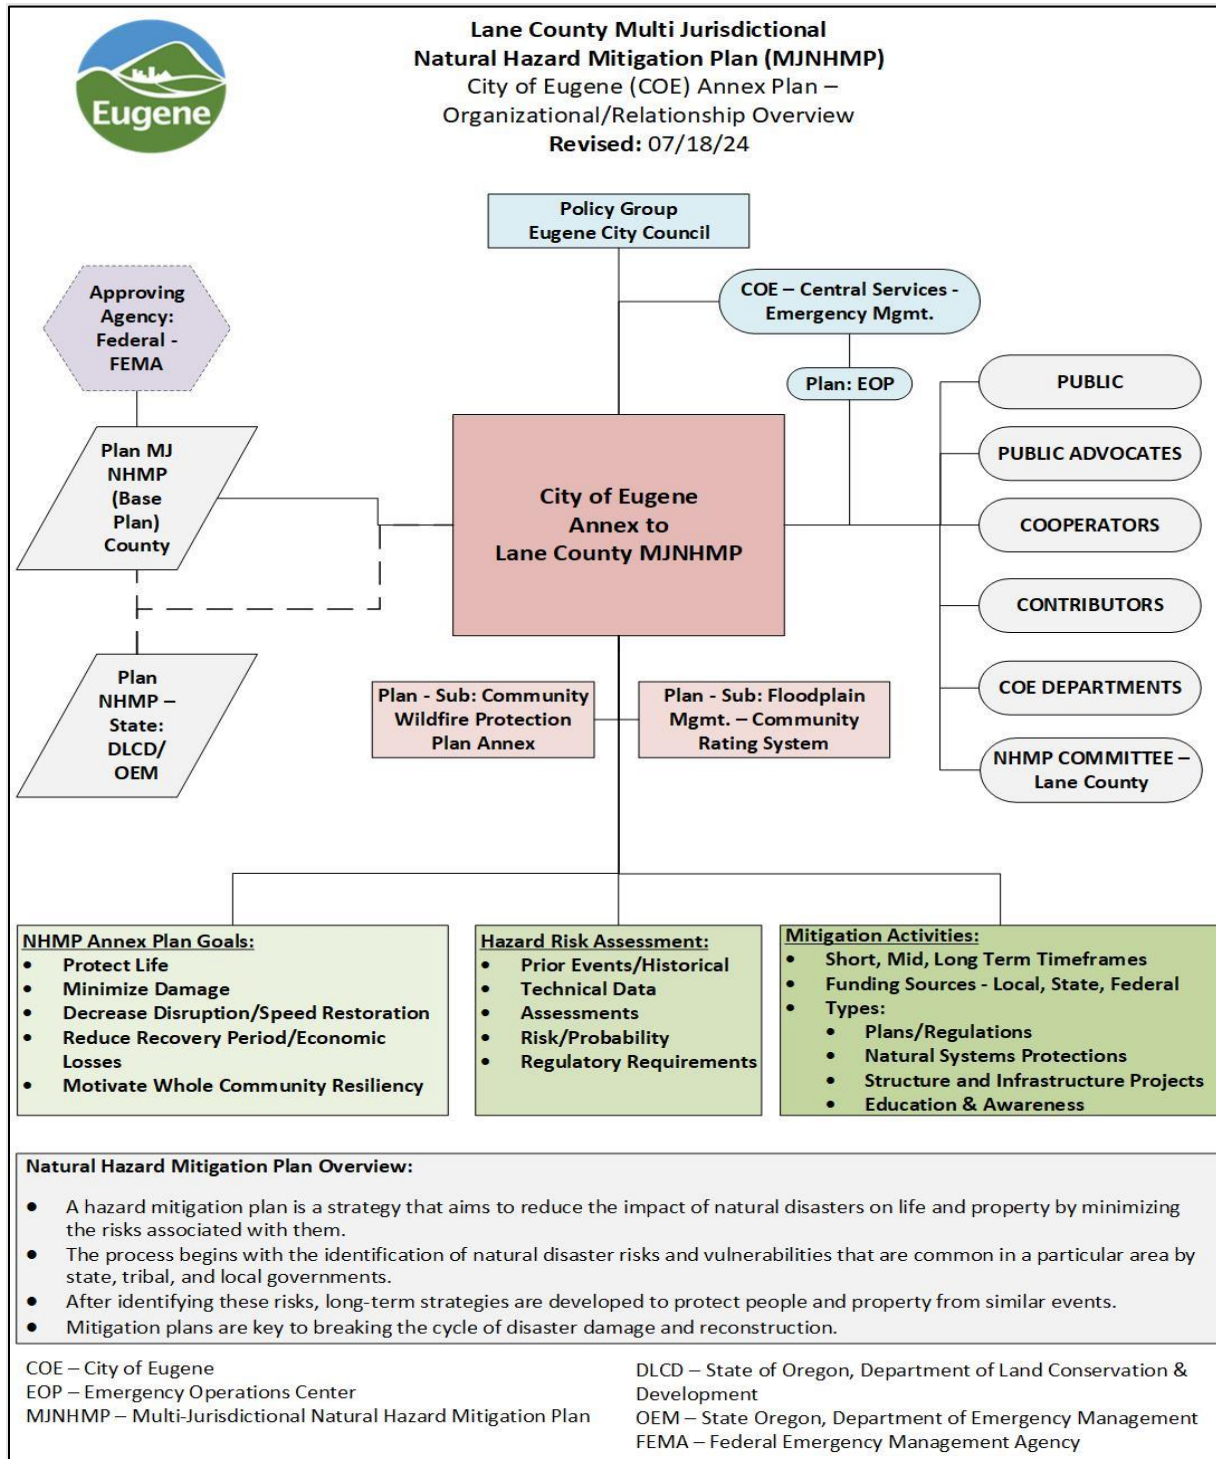 Eugene
Lane County Multi Jurisdictional
Natural Hazard Mitigation Plan (MJNHMP)
City of Eugene (COE) Annex Plan –
Organizational/Relationship Overview
Revised: 07/18/24
Policy Group
Eugene City Council
Approving
Agency:
Federal -
FEMA
COE – Central Services -
Emergency Mgmt.
Plan: EOP
PUBLIC
PUBLIC ADVOCATES
COOPERATORS
CONTRIBUTORS
COE DEPARTMENTS
NHMP COMMITTEE –
Lane County
Plan MJ
NHMP
(Base
Plan)
County
City of Eugene
Annex to
Lane County MJNHMP
Plan
NHMP –
State:
DLCD/
OEM
Plan - Sub: Community
Wildfire Protection
Plan Annex
Plan - Sub: Floodplain
Mgmt. – Community
Rating System
NHMP Annex Plan Goals:
• Protect Life
• Minimize Damage
• Decrease Disruption/Speed Restoration
• Reduce Recovery Period/Economic
Losses
• Motivate Whole Community Resiliency
Hazard Risk Assessment:
• Prior Events/Historical
• Technical Data
• Assessments
• Risk/Probability
• Regulatory Requirements
Mitigation Activities:
• Short, Mid, Long Term Timeframes
• Funding Sources - Local, State, Federal
• Types:
• Plans/Regulations
• Natural Systems Protections
• Structure and Infrastructure Projects
• Education & Awareness
Natural Hazard Mitigation Plan Overview:
• A hazard mitigation plan is a strategy that aims to reduce the impact of natural disasters on life and property by minimizing
the risks associated with them.
• The process begins with the identification of natural disaster risks and vulnerabilities that are common in a particular area by
state, tribal, and local governments.
• After identifying these risks, long-term strategies are developed to protect people and property from similar events.
• Mitigation plans are key to breaking the cycle of disaster damage and reconstruction.
COE – City of Eugene
EOP – Emergency Operations Center
MJNHMP – Multi-Jurisdictional Natural Hazard Mitigation Plan
DLCD – State of Oregon, Department of Land Conservation &
Development
OEM – State Oregon, Department of Emergency Management
FEMA – Federal Emergency Management Agency